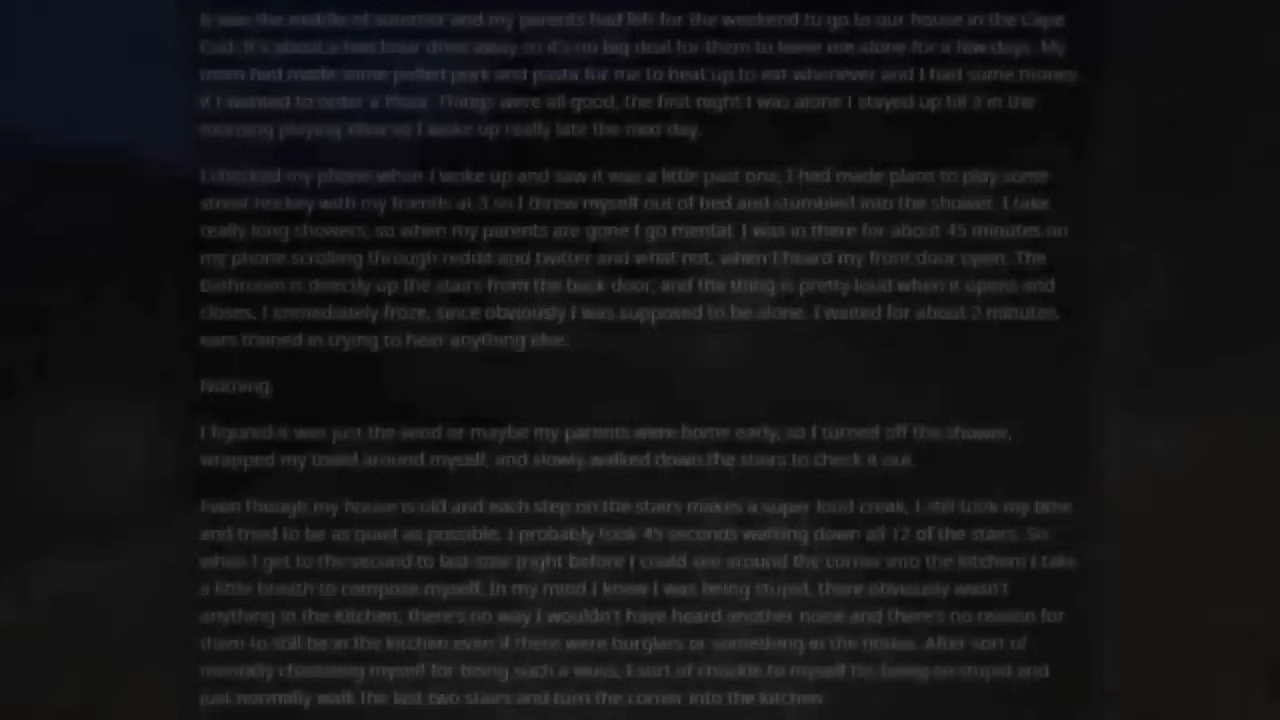 It was the middle of summer and my parents had left for the weekend to go to our house in the Cape
Cod. It's about a two hour drive away so it's no big deal for them to leave me alone for a few days. My
mom had made some pulled pork and pasta for me to heat up to eat whenever and I had some money
if I wanted to order a Pizza. Things were all good, the first night I was alone I stayed up till 3 in the
morning playing xbox so I woke up really late the next day.
I checked my phone when I woke up and saw it was a little past one, I had made plans to play some
street hockey with my friends at 3 so I threw myself out of bed and stumbled into the shower. I take
really long showers, so when my parents are gone I go mental. I was in there for about 45 minutes on
my phone scrolling through reddit and twitter and what not, when I heard my front door open. The
bathroom is directly up the stairs from the back door, and the thing is pretty loud when it opens and
closes. I immediately froze, since obviously I was supposed to be alone. I waited for about 2 minutes,
ears trained in trying to hear anything else.
Nothing.
I figured it was just the wind or maybe my parents were home early, so I turned off the shower,
wrapped my towel around myself, and slowly walked down the stairs to check it out.
Even though my house is old and each step on the stairs makes a super loud creak, I still took my time
and tried to be as quiet as possible. I probably took 45 seconds walking down all 12 of the stairs. So
when I get to the second to last stair (right before I could see around the corner into the kitchen) I take
a little breath to compose myself. In my mind I knew I was being stupid, there obviously wasn't
anything in the kitchen, there's no way I wouldn't have heard another noise and there's no reason for
them to still be in the kitchen even if there were burglars or something in the house. After sort of
mentally chastising myself for being such a wuss, I sort of chuckle to myself for being so stupid and
just normally walk the last two stairs and turn the corner into the kitchen